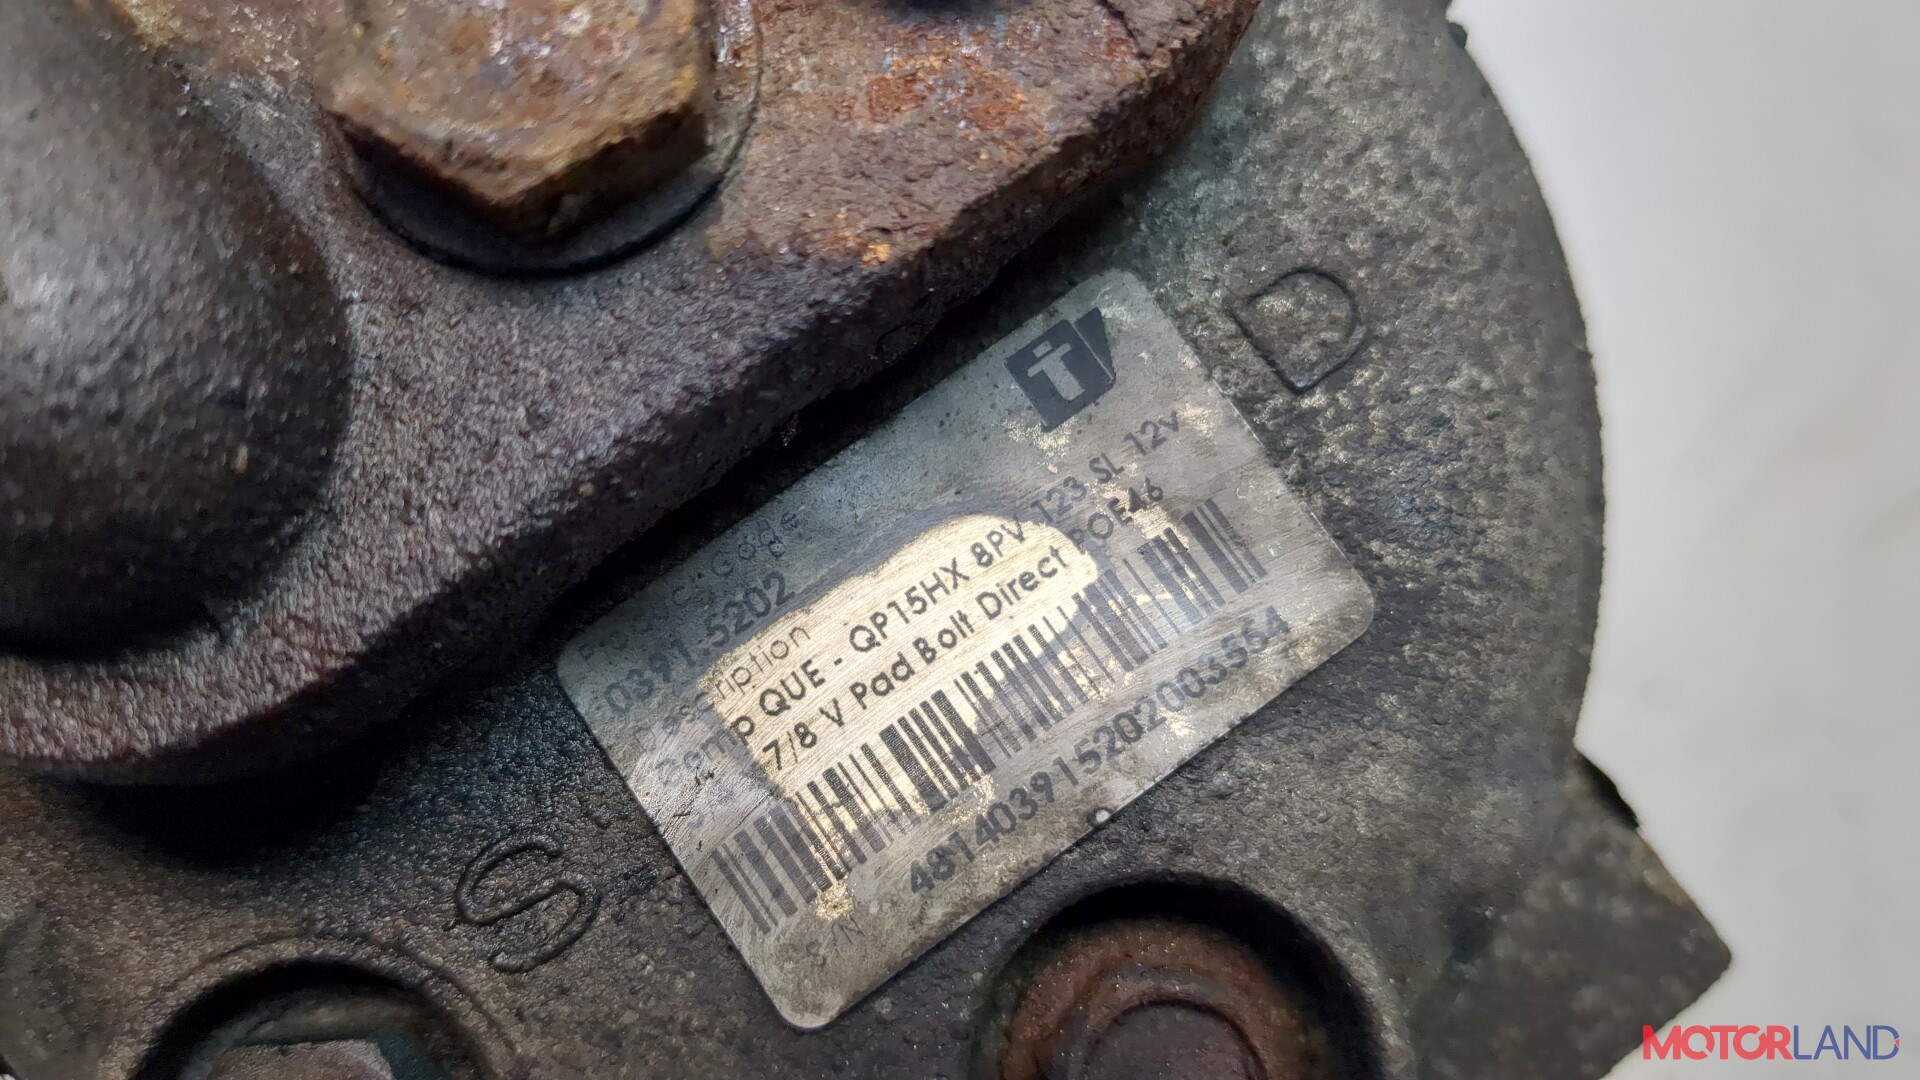 D
Product Code
0391.5202
Description
Comp QUE - QP15HX 8PV 123 SL 12v
7/8 V Pad Bolt Direct POE46
481403915202003564
S/N
S
MOTORLAND